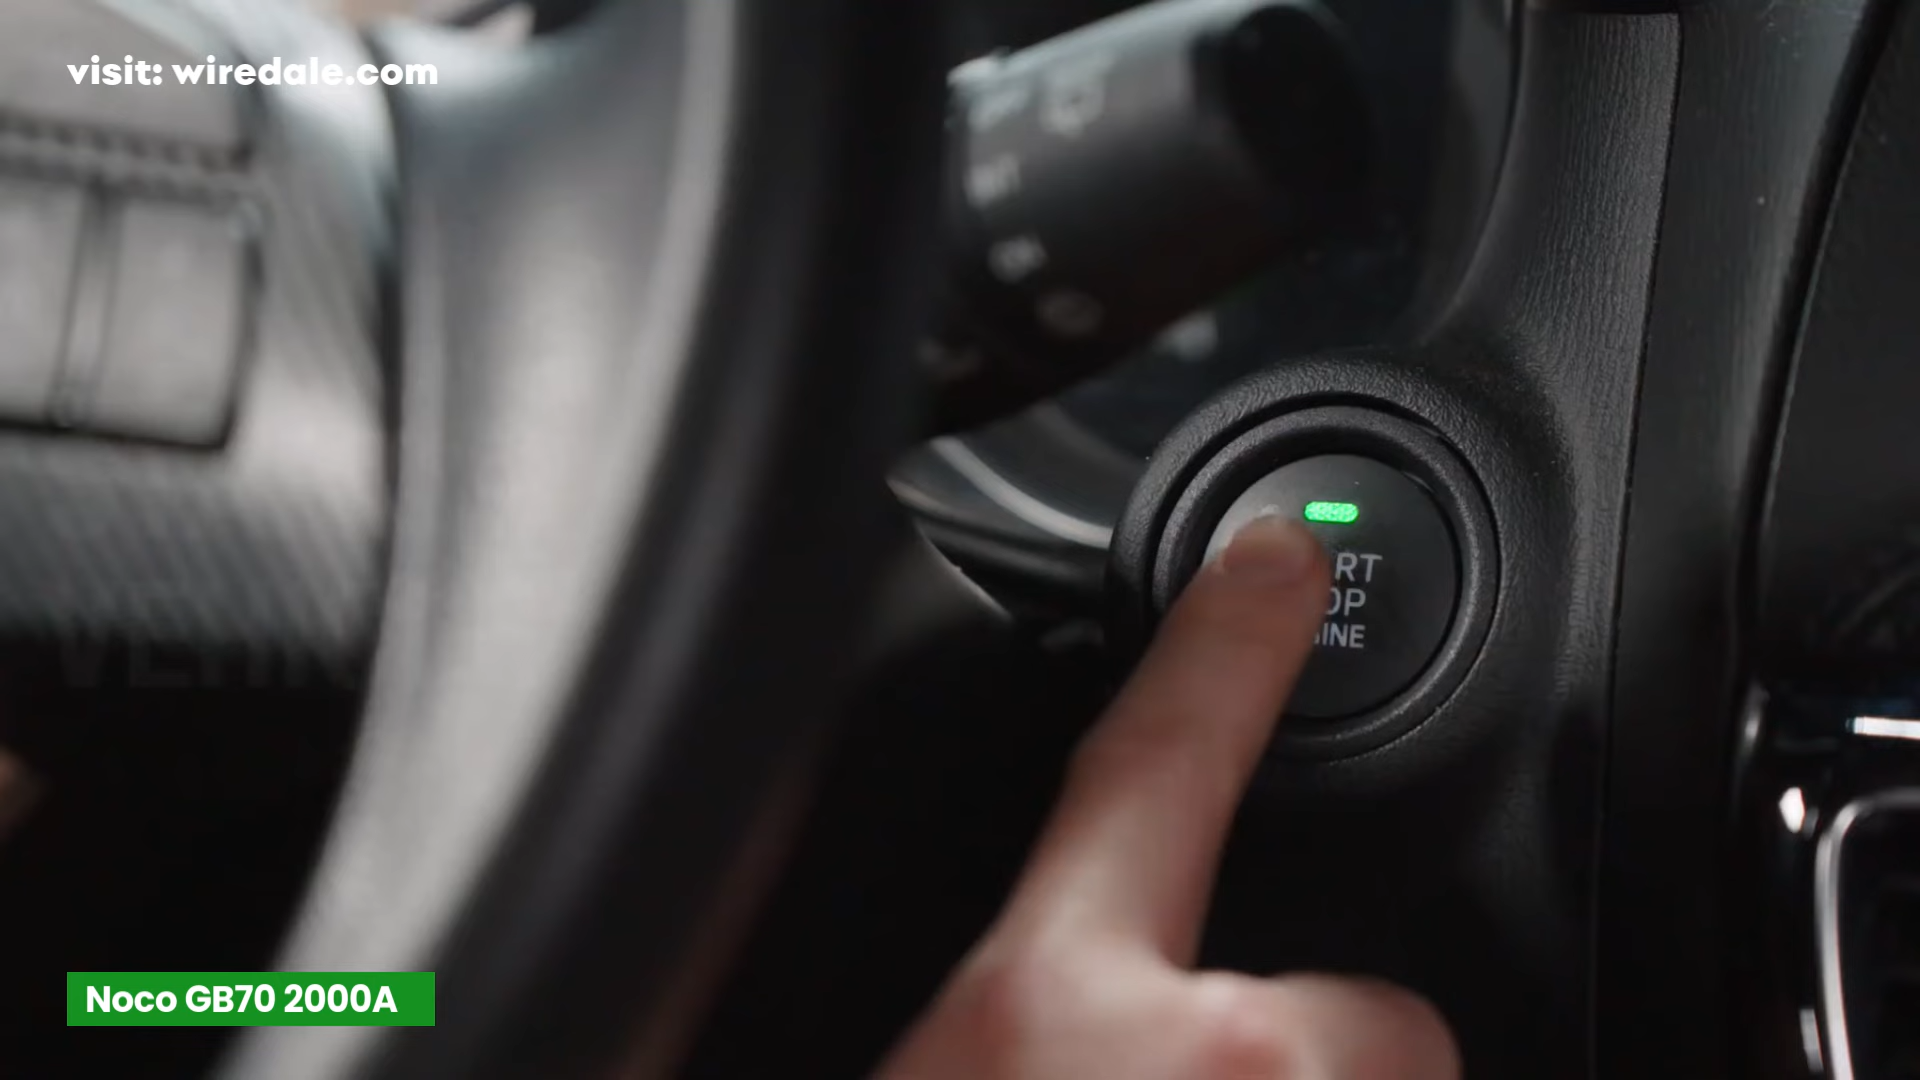 visit: wiredale.com
RT
OP
INE
Noco GB70 2000A